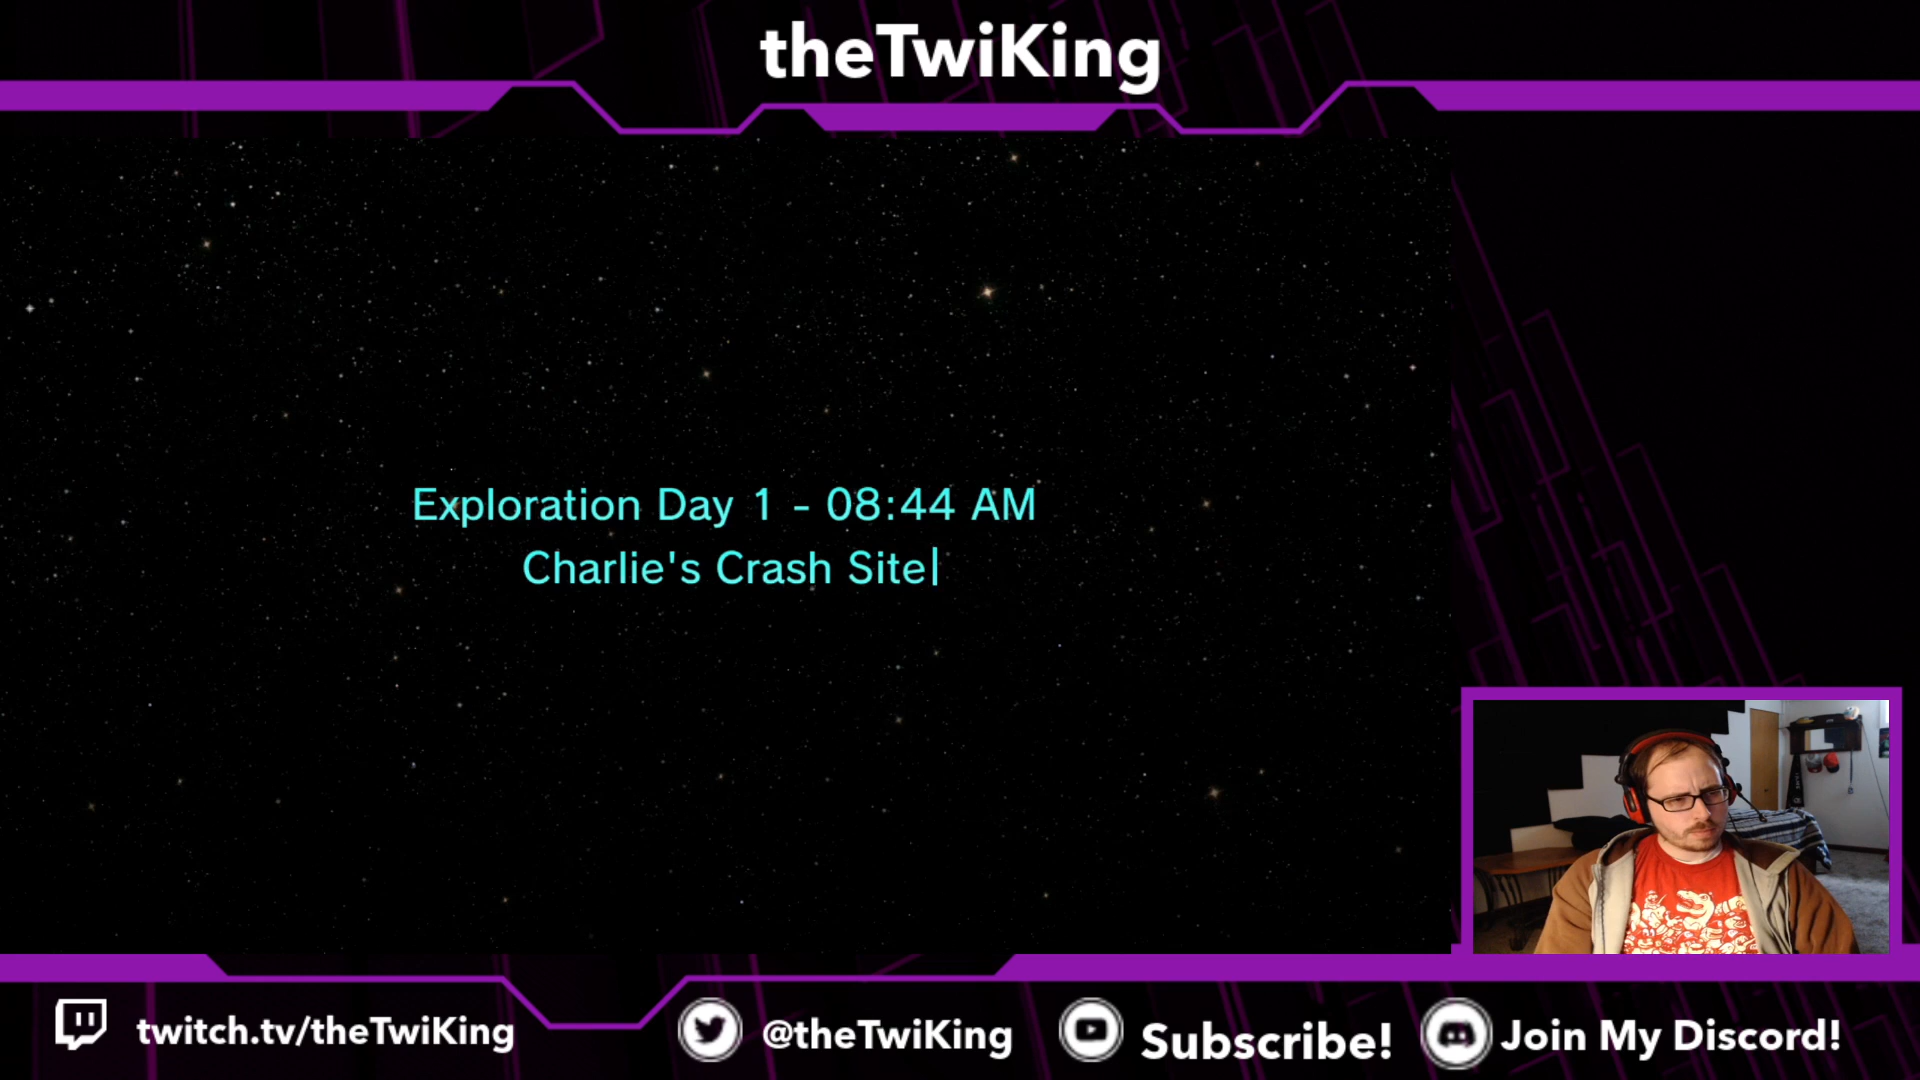 theTwiKing
Exploration Day 1 - 08:44 AM
Charlie's Crash Site
twitch.tv/theTwiKing
@theTwiKing
Subscribe!
Join My Discord!